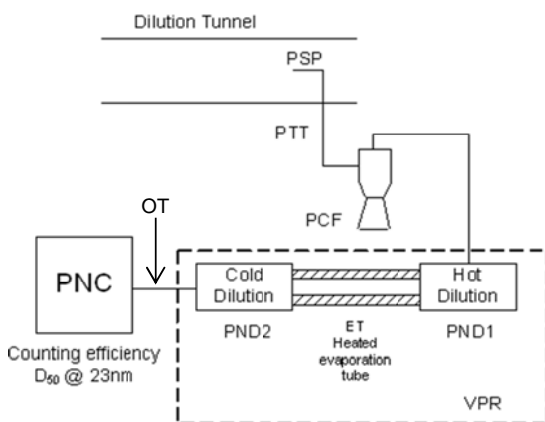 Dilution Tunnel
PSP
PTT
PCF
OT
PNC
Cold
Dilution
Hot
Dilution
PND2
ET
Heated
evaporation
tube
PND1
Counting efficiency
D₅₀ @ 23nm
VPR